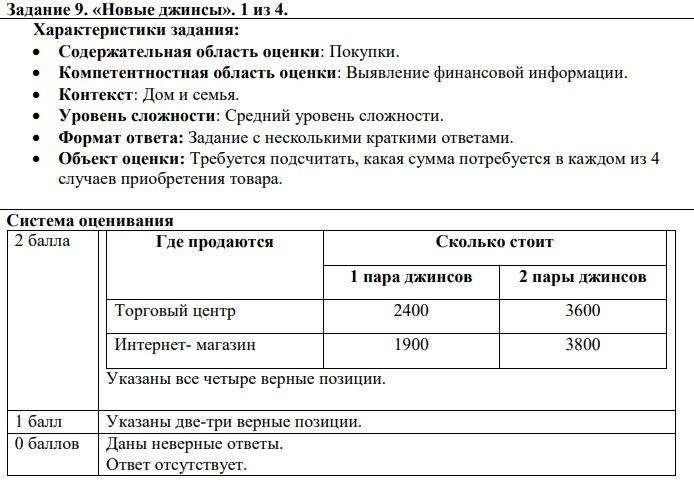 Задание 9. «Новые джинсы». 1 из 4.
Характеристики задания:
• Содержательная область оценки: Покупки.
• Компетентностная область оценки: Выявление финансовой информации.
• Контекст: Дом и семья.
• Уровень сложности: Средний уровень сложности.
• Формат ответа: Задание с несколькими краткими ответами.
• Объект оценки: Требуется подсчитать, какая сумма потребуется в каждом из 4
случаев приобретения товара.
Система оценивания
2 балла
Где продаются Сколько стоит
1 пара джинсов 2 пары джинсов
Торговый центр 2400 3600
Интернет- магазин 1900 3800
Указаны все четыре верные позиции.
1 балл Указаны две-три верные позиции.
0 баллов Даны неверные ответы.
Ответ отсутствует.